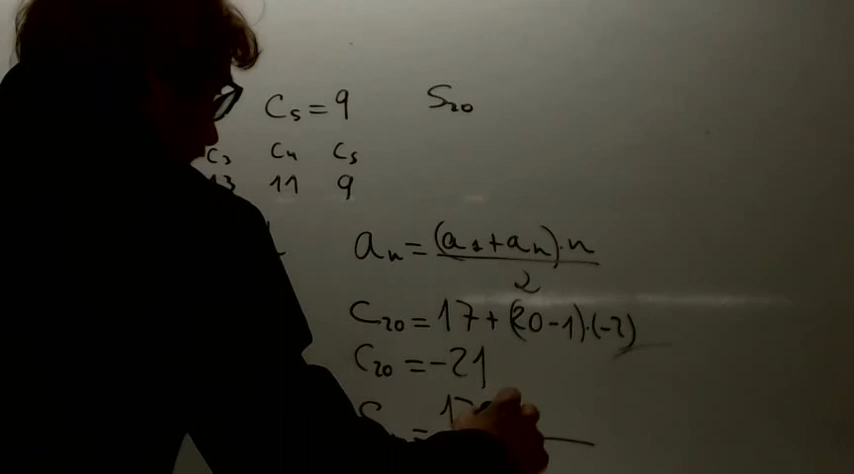 C₅ = 9 S₂₀
C₃ C₄ C₅
13 11 9
aₙ = (a₁ + aₙ)·n / 2
C₂₀ = 17 + (20 - 1)·(-2)
C₂₀ = -21
= 17